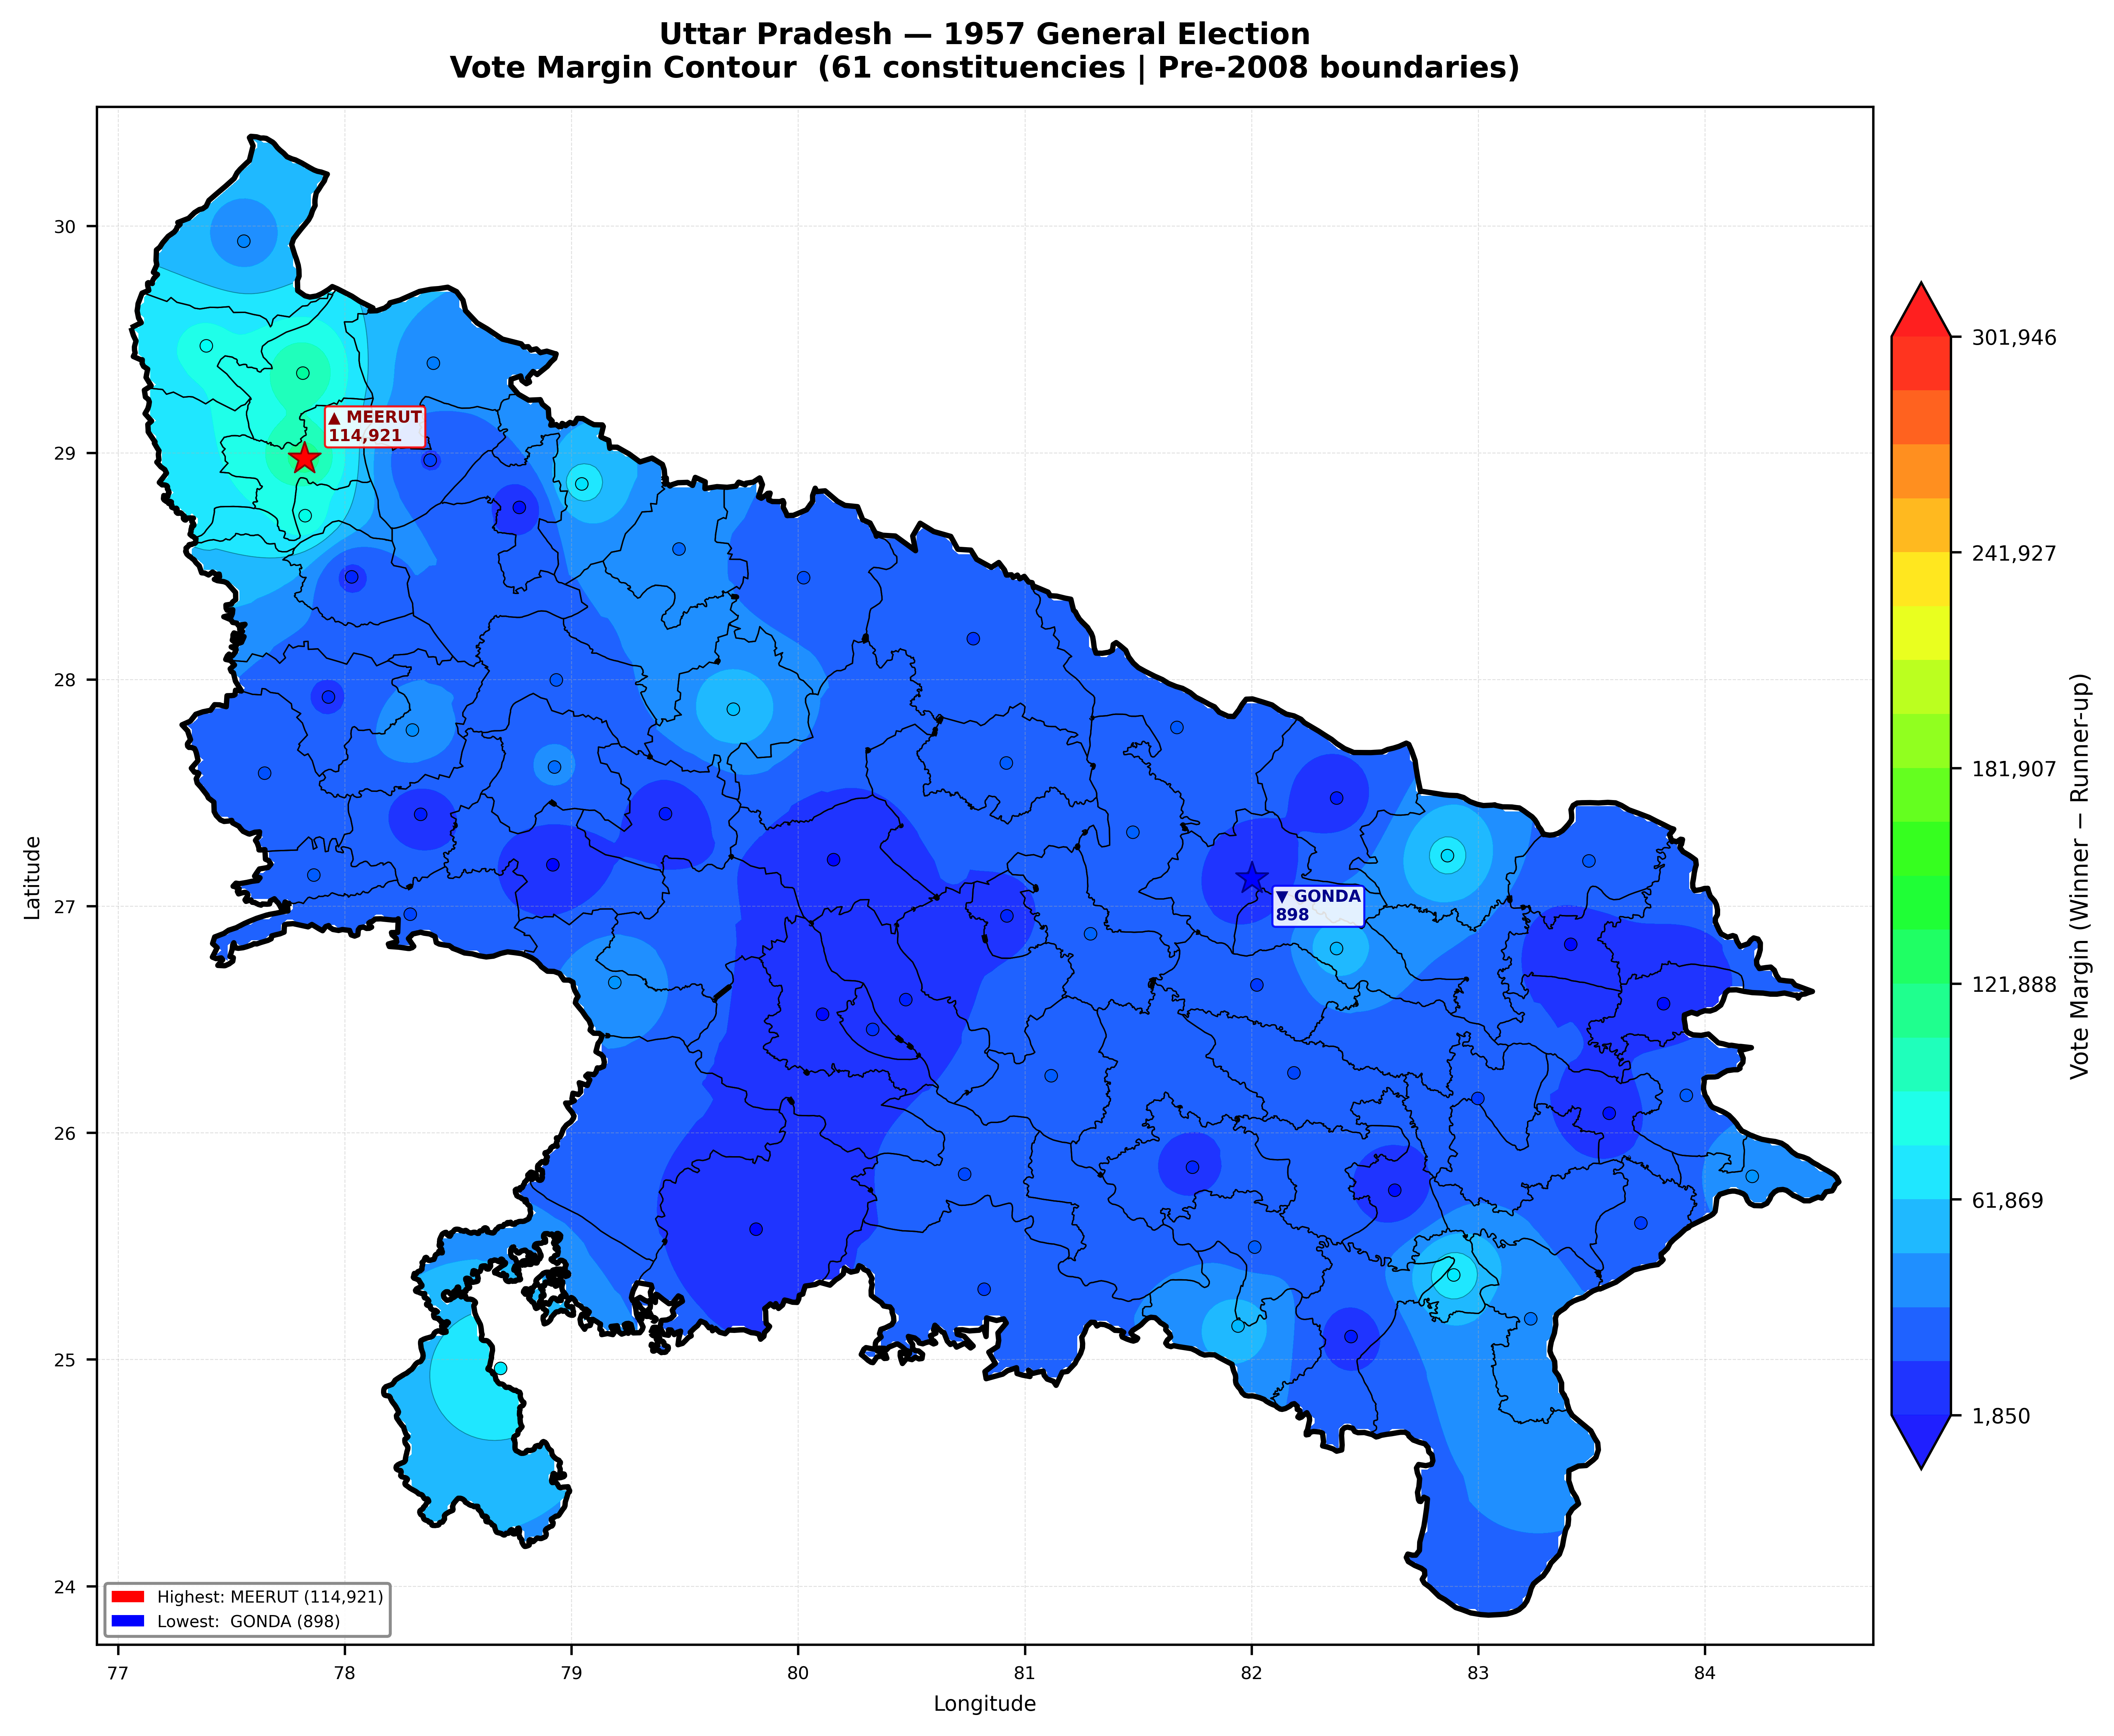 Uttar Pradesh — 1957 General Election
Vote Margin Contour  (61 constituencies | Pre-2008 boundaries)
30
29
28
27
26
25
24
Latitude
▲ MEERUT
114,921
▼ GONDA
898
Highest: MEERUT (114,921)
Lowest:  GONDA (898)
77
78
79
80
81
82
83
84
Longitude
301,946
241,927
181,907
121,888
61,869
1,850
Vote Margin (Winner − Runner-up)